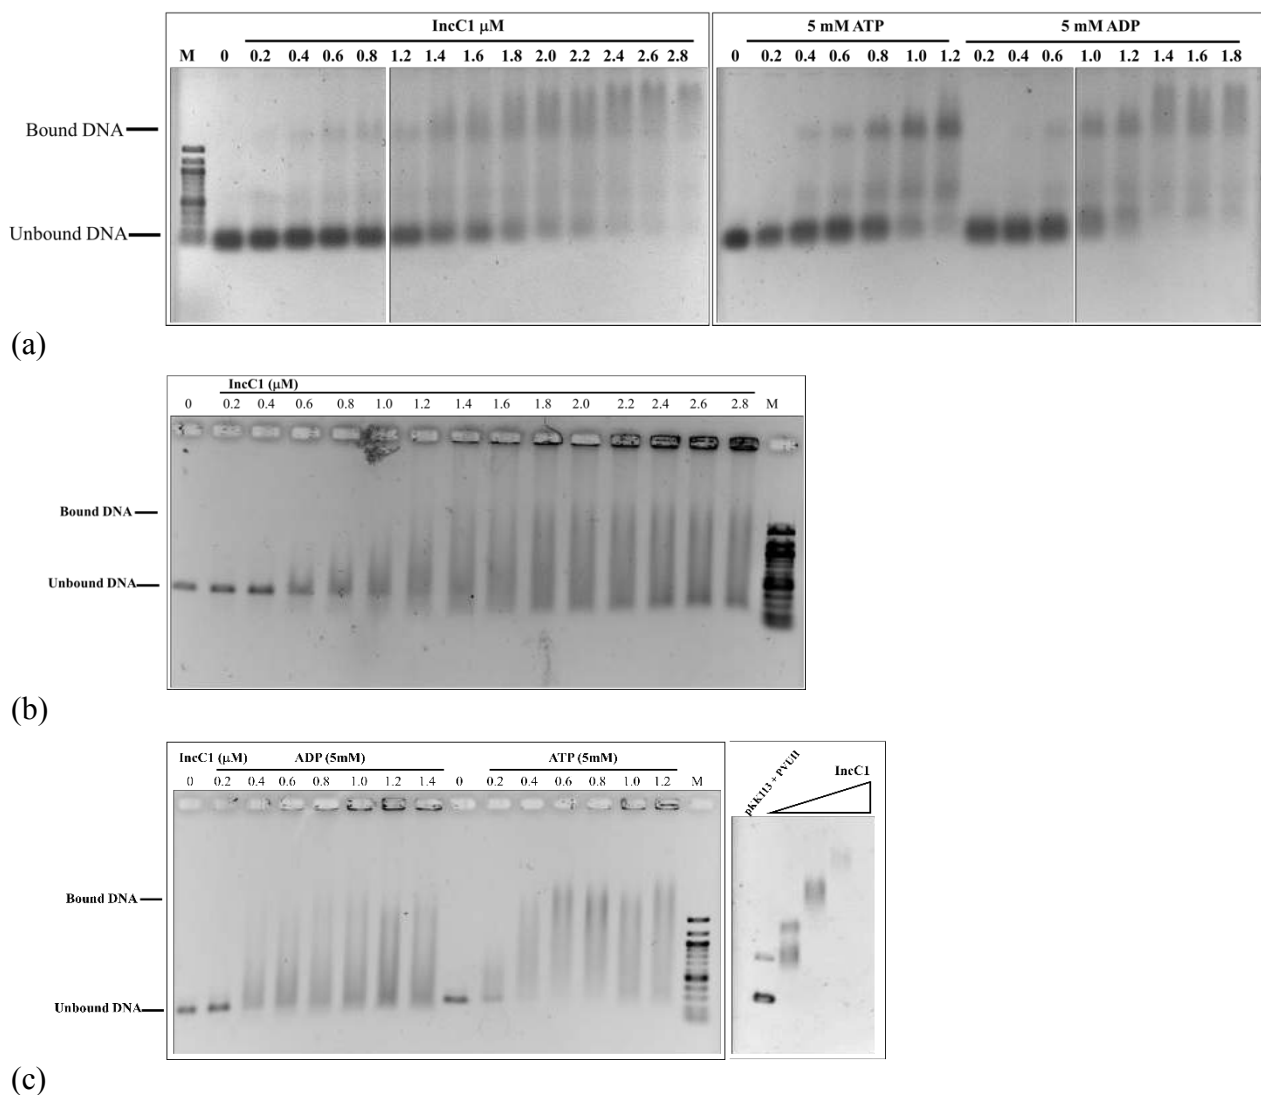 IncC1 µM
5 mM ATP
5 mM ADP
M 0 0.2 0.4 0.6 0.8 1.2 1.4 1.6 1.8 2.0 2.2 2.4 2.6 2.8
0 0.2 0.4 0.6 0.8 1.0 1.2 0.2 0.4 0.6 1.0 1.2 1.4 1.6 1.8
Bound DNA
Unbound DNA
(a)
IncC1 (µM)
0 0.2 0.4 0.6 0.8 1.0 1.2 1.4 1.6 1.8 2.0 2.2 2.4 2.6 2.8 M
Bound DNA
Unbound DNA
(b)
IncC1 (µM) ADP (5mM) ATP (5mM)
0 0.2 0.4 0.6 0.8 1.0 1.2 1.4 0 0.2 0.4 0.6 0.8 1.0 1.2 M
pKK113 + PVUII
IncC1
Bound DNA
Unbound DNA
(c)